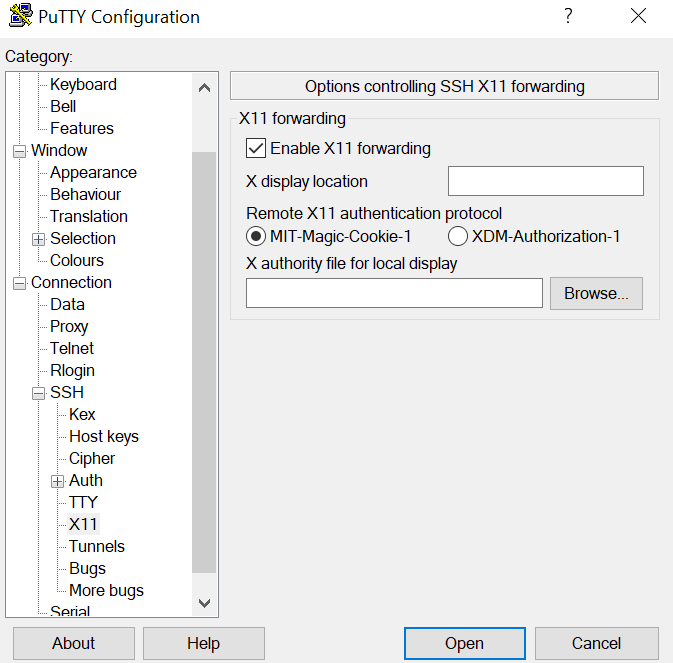 PuTTY Configuration
?
Category:
Keyboard
Bell
Features
Window
Appearance
Behaviour
Translation
Selection
Colours
Connection
Data
Proxy
Telnet
Rlogin
SSH
Kex
Host keys
Cipher
Auth
TTY
X11
Tunnels
Bugs
More bugs
Serial
Options controlling SSH X11 forwarding
X11 forwarding
Enable X11 forwarding
X display location
Remote X11 authentication protocol
MIT-Magic-Cookie-1 XDM-Authorization-1
X authority file for local display
Browse...
About Help Open Cancel